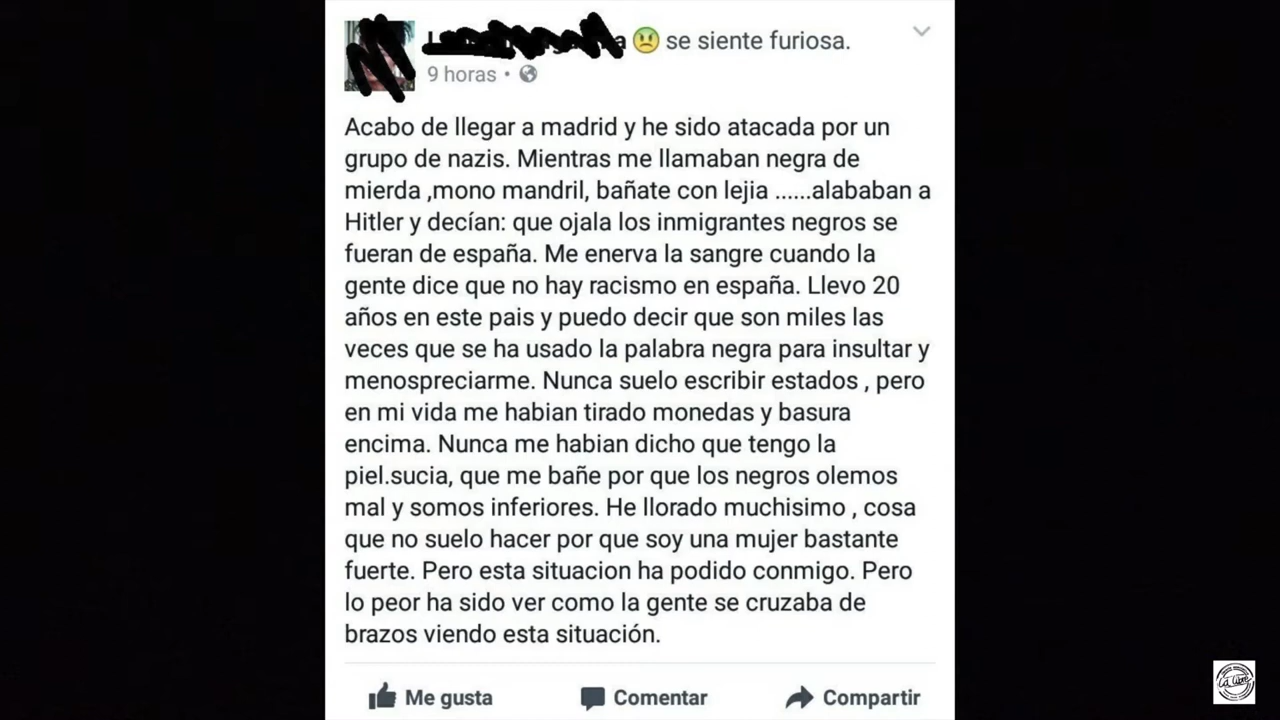 se siente furiosa.
9 horas •
Acabo de llegar a madrid y he sido atacada por un
grupo de nazis. Mientras me llamaban negra de
mierda ,mono mandril, bañate con lejia ......alababan a
Hitler y decían: que ojala los inmigrantes negros se
fueran de españa. Me enerva la sangre cuando la
gente dice que no hay racismo en españa. Llevo 20
años en este pais y puedo decir que son miles las
veces que se ha usado la palabra negra para insultar y
menospreciarme. Nunca suelo escribir estados , pero
en mi vida me habian tirado monedas y basura
encima. Nunca me habian dicho que tengo la
piel.sucia, que me bañe por que los negros olemos
mal y somos inferiores. He llorado muchisimo , cosa
que no suelo hacer por que soy una mujer bastante
fuerte. Pero esta situacion ha podido conmigo. Pero
lo peor ha sido ver como la gente se cruzaba de
brazos viendo esta situación.
Me gusta
Comentar
Compartir